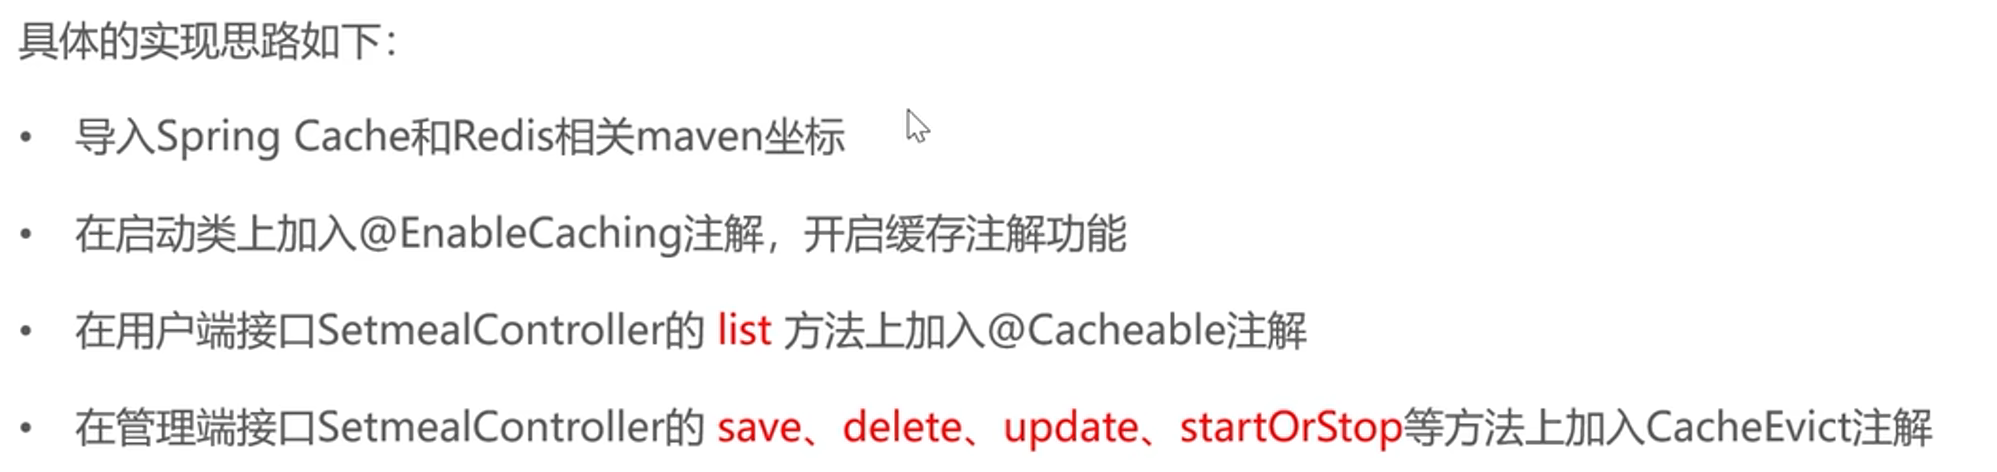 具体的实现思路如下：
• 导入Spring Cache和Redis相关maven坐标
• 在启动类上加入@EnableCaching注解，开启缓存注解功能
• 在用户端接口SetmealController的 list 方法上加入@Cacheable注解
• 在管理端接口SetmealController的 save、delete、update、startOrStop等方法上加入CacheEvict注解